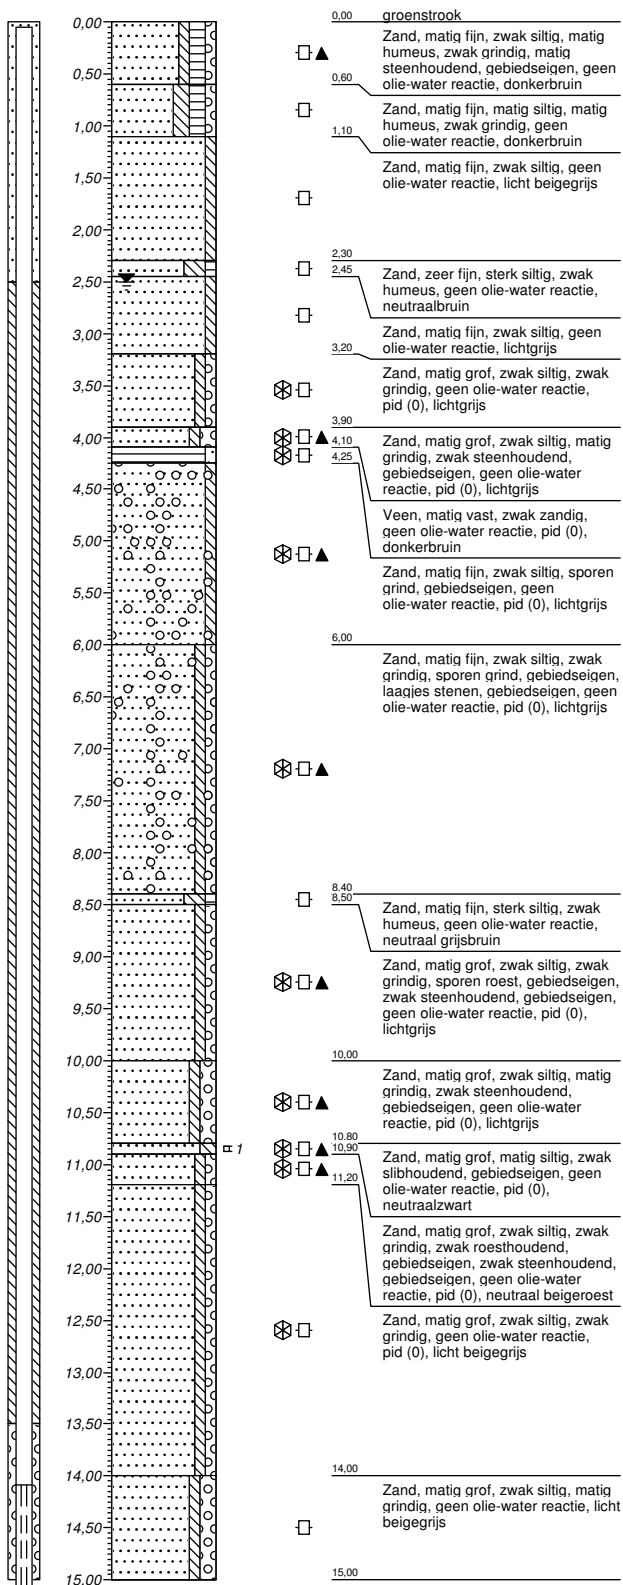 0,00
0,50
1,00
1,50
2,00
2,50
3,00
3,50
4,00
4,50
5,00
5,50
6,00
6,50
7,00
7,50
8,00
8,50
9,00
9,50
10,00
10,50
11,00
11,50
12,00
12,50
13,00
13,50
14,00
14,50
15,00
1
0,00 groenstrook
Zand, matig fijn, zwak siltig, matig
humeus, zwak grindig, matig
steenhoudend, gebiedseigen, geen
olie-water reactie, donkerbruin
0,60
Zand, matig fijn, matig siltig, matig
humeus, zwak grindig, geen
olie-water reactie, donkerbruin
1,10
Zand, matig fijn, zwak siltig, geen
olie-water reactie, licht beigegrijs
2,30
2,45
Zand, zeer fijn, sterk siltig, zwak
humeus, geen olie-water reactie,
neutraalbruin
Zand, matig fijn, zwak siltig, geen
olie-water reactie, lichtgrijs
3,20
Zand, matig grof, zwak siltig, zwak
grindig, geen olie-water reactie,
pid (0), lichtgrijs
3,90
4,10
4,25
Zand, matig grof, zwak siltig, matig
grindig, zwak steenhoudend,
gebiedseigen, geen olie-water
reactie, pid (0), lichtgrijs
Veen, matig vast, zwak zandig,
geen olie-water reactie, pid (0),
donkerbruin
Zand, matig fijn, zwak siltig, sporen
grind, gebiedseigen, geen
olie-water reactie, pid (0), lichtgrijs
6,00
Zand, matig fijn, zwak siltig, zwak
grindig, sporen grind, gebiedseigen,
laagjes stenen, gebiedseigen, geen
olie-water reactie, pid (0), lichtgrijs
8,40
8,50
Zand, matig fijn, sterk siltig, zwak
humeus, geen olie-water reactie,
neutraal grijsbruin
Zand, matig grof, zwak siltig, zwak
grindig, sporen roest, gebiedseigen,
zwak steenhoudend, gebiedseigen,
geen olie-water reactie, pid (0),
lichtgrijs
10,00
Zand, matig grof, zwak siltig, matig
grindig, zwak steenhoudend,
gebiedseigen, geen olie-water
reactie, pid (0), lichtgrijs
10,80
10,90
11,20
Zand, matig grof, matig siltig, zwak
slibhoudend, gebiedseigen, geen
olie-water reactie, pid (0),
neutraalzwart
Zand, matig grof, zwak siltig, zwak
grindig, zwak roesthoudend,
gebiedseigen, zwak steenhoudend,
gebiedseigen, geen olie-water
reactie, pid (0), neutraal beigeroest
Zand, matig grof, zwak siltig, zwak
grindig, geen olie-water reactie,
pid (0), licht beigegrijs
14,00
Zand, matig grof, zwak siltig, matig
grindig, geen olie-water reactie, licht
beigegrijs
15,00